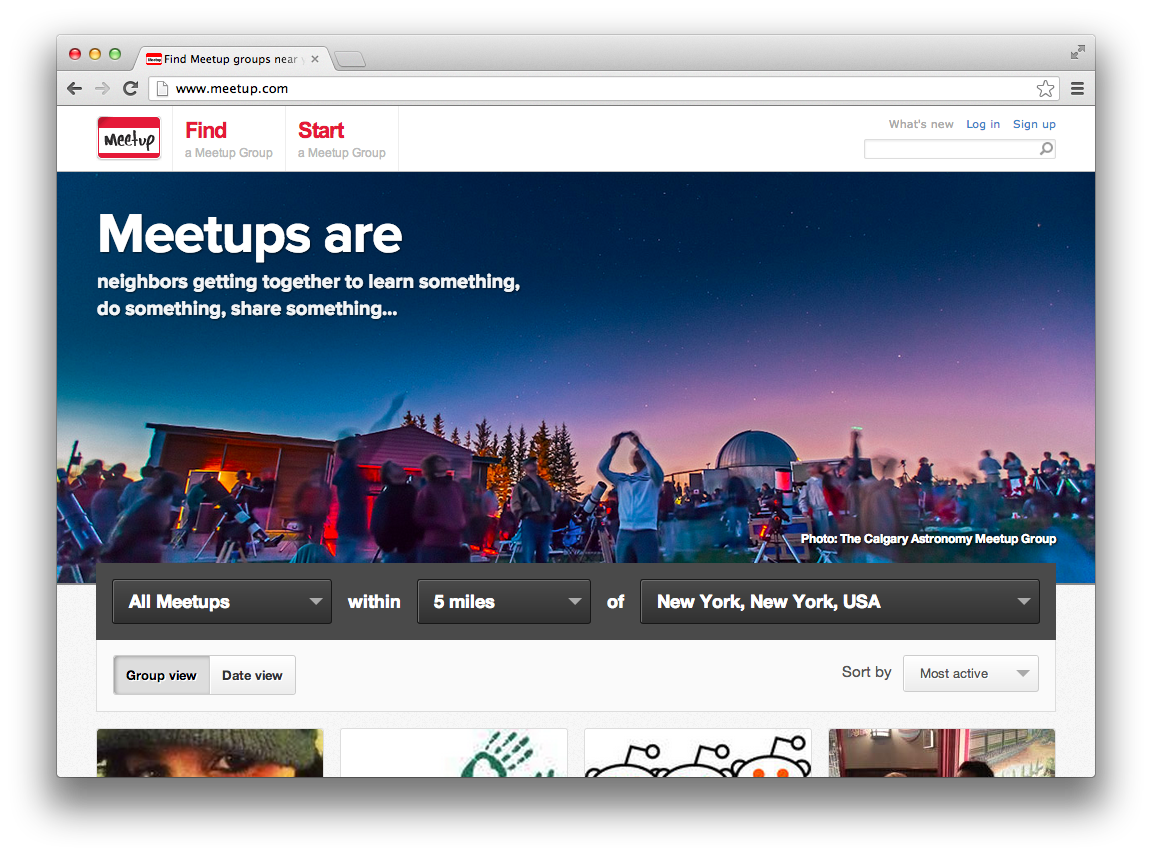 Find Meetup groups near
www.meetup.com
Meetup
Find
a Meetup Group
Start
a Meetup Group
What's new Log in Sign up
Meetups are
neighbors getting together to learn something,
do something, share something...
Photo: The Calgary Astronomy Meetup Group
All Meetups within 5 miles of New York, New York, USA
Group view Date view
Sort by Most active